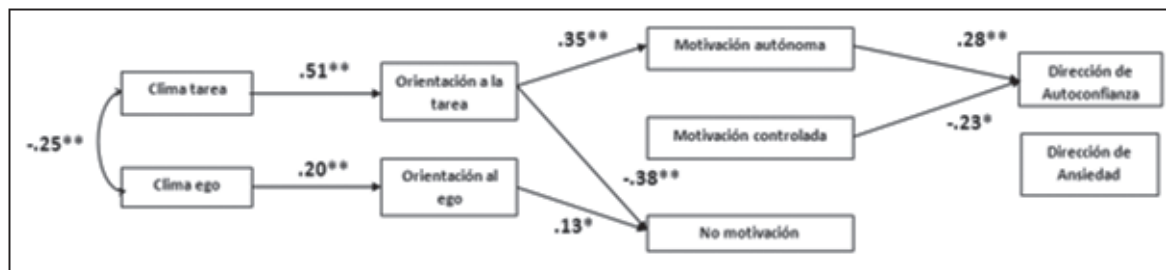 .35**
Motivación autónoma
.28**
Clima tarea
.51**
Orientación a la
tarea
Dirección de
Autoconfianza
-.25**
Motivación controlada
-.23*
Clima ego
.20**
Orientación al
ego
-.38**
Dirección de
Ansiedad
.13*
No motivación